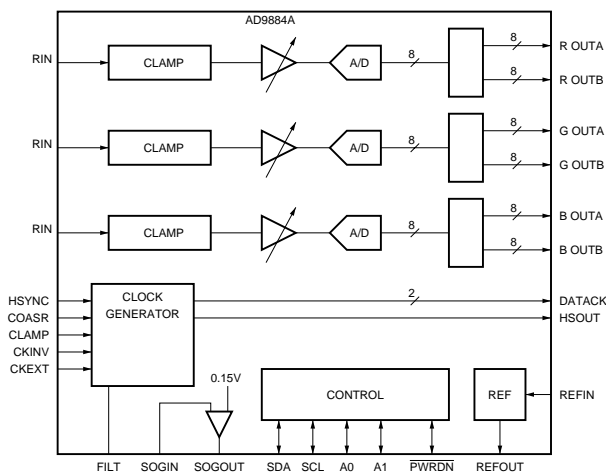 AD9884A
RIN CLAMP A/D 8 8 R OUTA
8 R OUTB
RIN CLAMP A/D 8 8 G OUTA
8 G OUTB
RIN CLAMP A/D 8 8 B OUTA
8 B OUTB
HSYNC CLOCK 2 DATACK
COASR GENERATOR HSOUT
CLAMP
CKINV
CKEXT
0.15V
CONTROL REF REFIN
FILT SOGIN SOGOUT SDA SCL A0 A1 PWRDN REFOUT